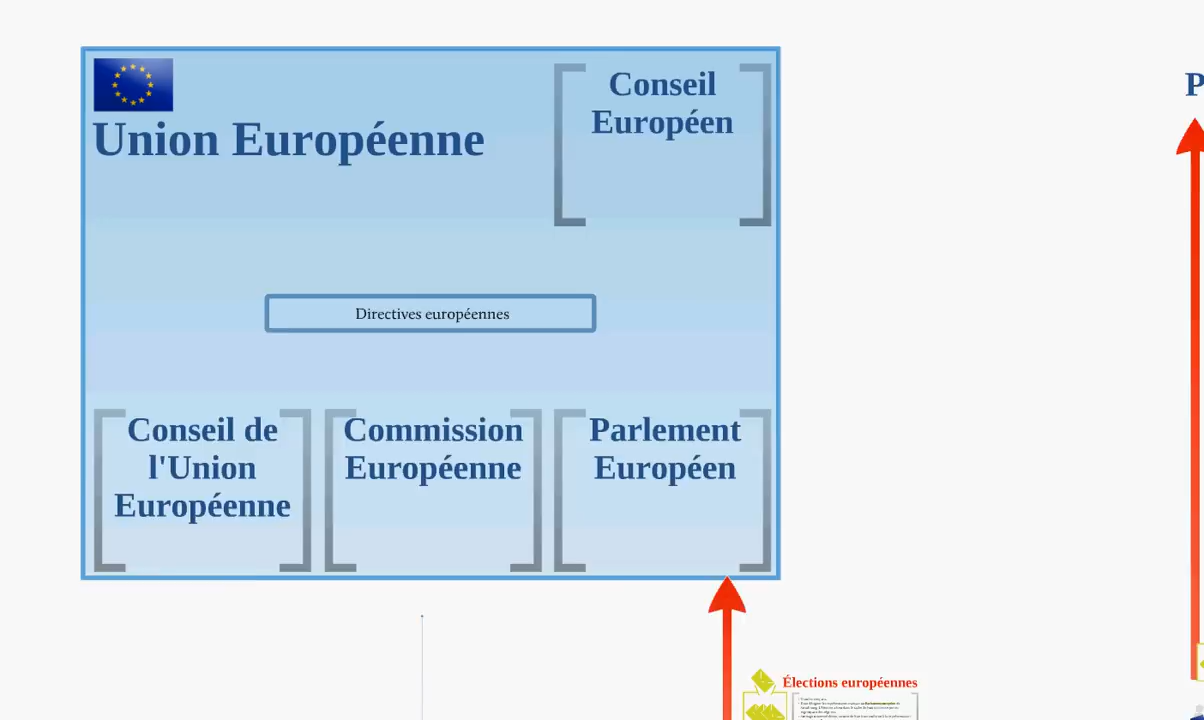 Conseil
Européen
P
Union Européenne
Directives européennes
Conseil de
l'Union
Européenne
Commission
Européenne
Parlement
Européen
Élections européennes